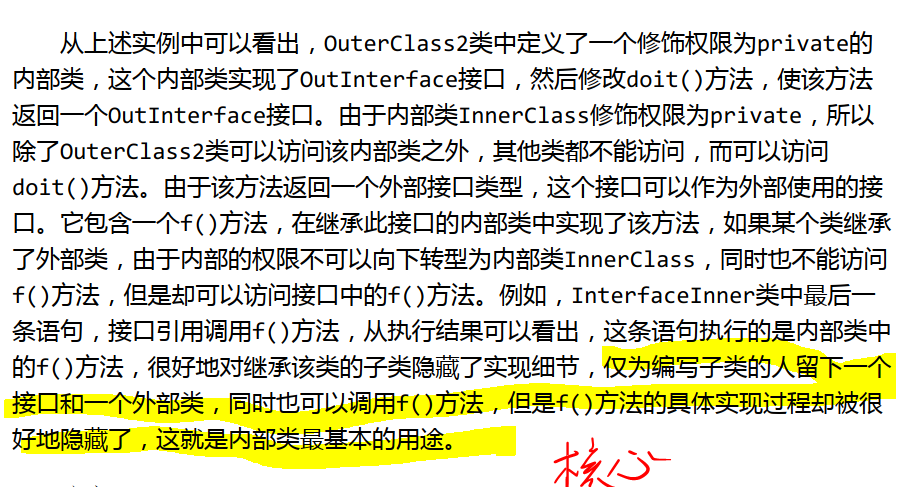 从上述实例中可以看出，OuterClass2类中定义了一个修饰权限为private的
内部类，这个内部类实现了OutInterface接口，然后修改doit()方法，使该方法
返回一个OutInterface接口。由于内部类InnerClass修饰权限为private，所以
除了OuterClass2类可以访问该内部类之外，其他类都不能访问，而可以访问
doit()方法。由于该方法返回一个外部接口类型，这个接口可以作为外部使用的接
口。它包含一个f()方法，在继承此接口的内部类中实现了该方法，如果某个类继承
了外部类，由于内部的权限不可以向下转型为内部类InnerClass，同时也不能访问
f()方法，但是却可以访问接口中的f()方法。例如，InterfaceInner类中最后一
条语句，接口引用调用f()方法，从执行结果可以看出，这条语句执行的是内部类中
的f()方法，很好地对继承该类的子类隐藏了实现细节，仅为编写子类的人留下一个
接口和一个外部类，同时也可以调用f()方法，但是f()方法的具体实现过程却被很
好地隐藏了，这就是内部类最基本的用途。
核心